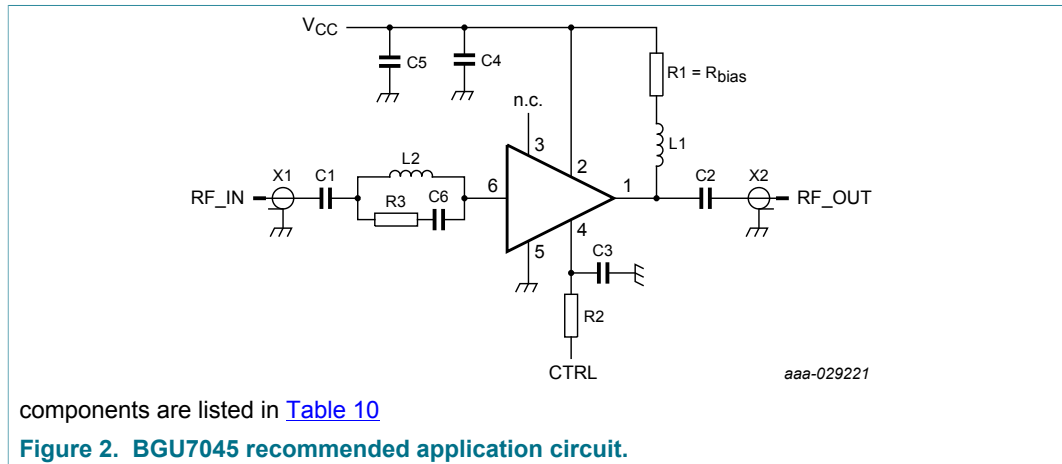 VCC
C5
C4
R1 = Rbias
n.c.
3
L1
L2
2
X1
C1
6
1
C2
X2
RF_IN
RF_OUT
R3
C6
4
5
C3
R2
CTRL
aaa-029221
components are listed in Table 10
Figure 2. BGU7045 recommended application circuit.